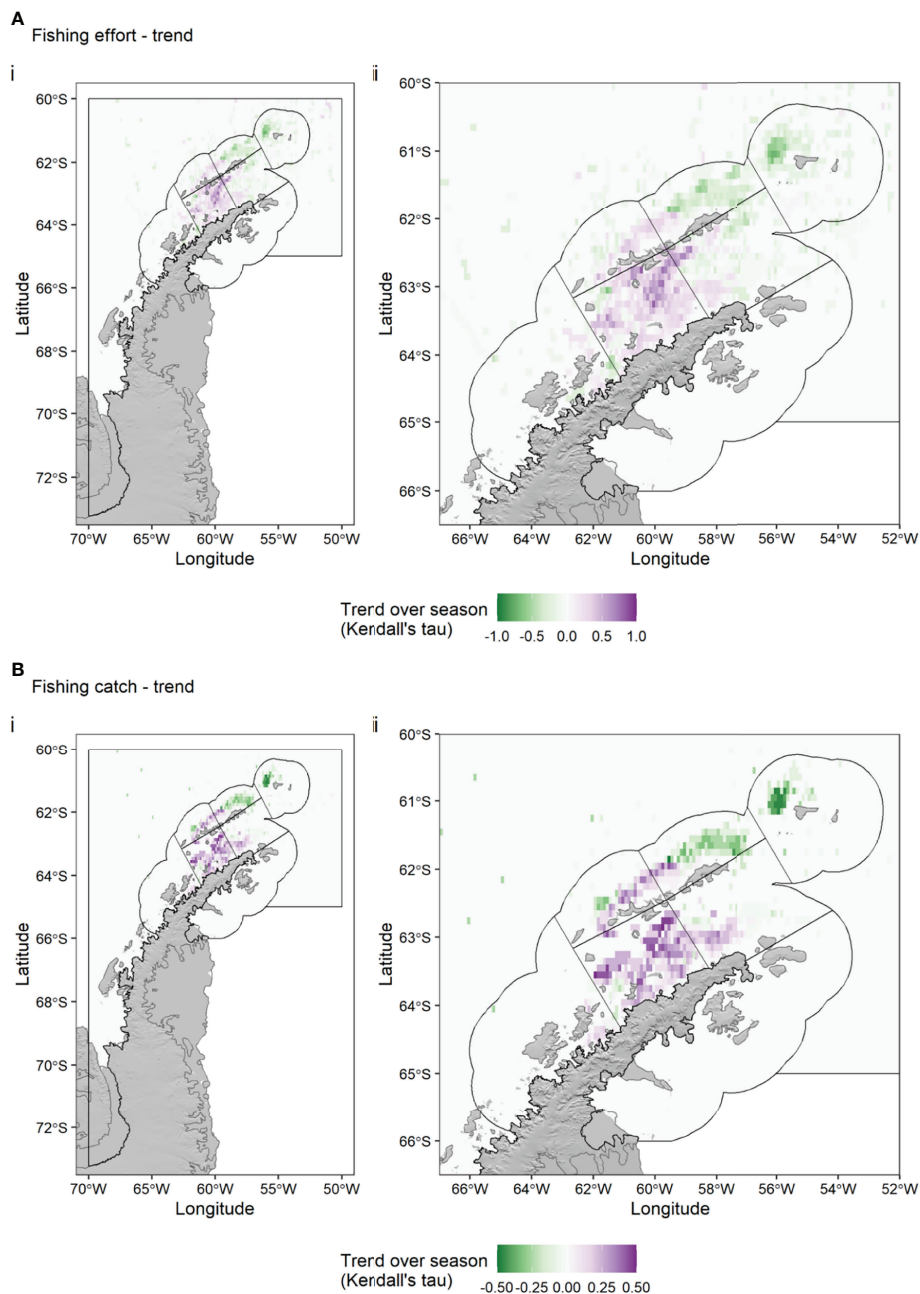 A
Fishing effort - trend
i
ii
60°S
62°S
64°S
66°S
68°S
70°S
72°S
Latitude
70°W 65°W 60°W 55°W 50°W
Longitude
60°S
61°S
62°S
63°S
64°S
65°S
66°S
Latitude
66°W 64°W 62°W 60°W 58°W 56°W 54°W 52°W
Longitude
Trend over season
(Kendall's tau)
-1.0 -0.5 0.0 0.5 1.0
B
Fishing catch - trend
i
ii
60°S
62°S
64°S
66°S
68°S
70°S
72°S
Latitude
70°W 65°W 60°W 55°W 50°W
Longitude
60°S
61°S
62°S
63°S
64°S
65°S
66°S
Latitude
66°W 64°W 62°W 60°W 58°W 56°W 54°W 52°W
Longitude
Trend over season
(Kendall's tau)
-0.50 -0.25 0.00 0.25 0.50